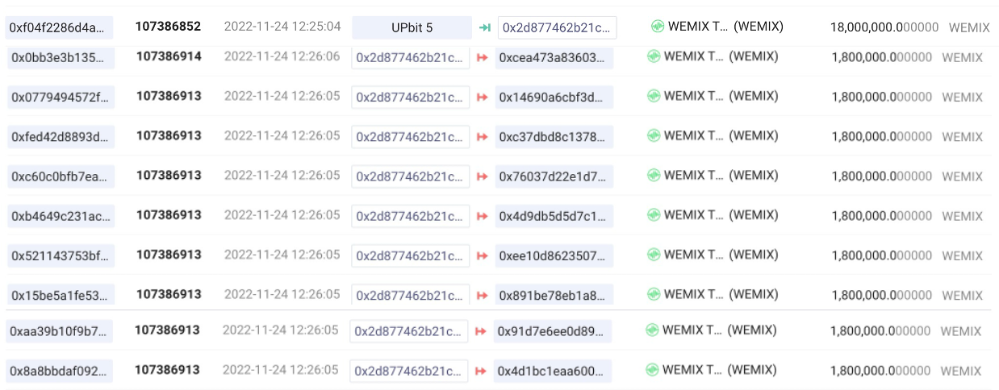 0xf04f2286d4a... 107386852 2022-11-24 12:25:04 UPbit 5 0x2d877462b21c... WEMIX T... (WEMIX) 18,000,000.000000 WEMIX
0x0bb3e3b135... 107386914 2022-11-24 12:26:06 0x2d877462b21c... 0xcea473a83603... WEMIX T... (WEMIX) 1,800,000.000000 WEMIX
0x0779494572f... 107386913 2022-11-24 12:26:05 0x2d877462b21c... 0x14690a6cbf3d... WEMIX T... (WEMIX) 1,800,000.000000 WEMIX
0xfed42d8893d... 107386913 2022-11-24 12:26:05 0x2d877462b21c... 0xc37dbd8c1378... WEMIX T... (WEMIX) 1,800,000.000000 WEMIX
0xc60c0bfb7ea... 107386913 2022-11-24 12:26:05 0x2d877462b21c... 0x76037d22e1d7... WEMIX T... (WEMIX) 1,800,000.000000 WEMIX
0xb4649c231ac... 107386913 2022-11-24 12:26:05 0x2d877462b21c... 0x4d9db5d5d7c1... WEMIX T... (WEMIX) 1,800,000.000000 WEMIX
0x521143753bf... 107386913 2022-11-24 12:26:05 0x2d877462b21c... 0xee10d8623507... WEMIX T... (WEMIX) 1,800,000.000000 WEMIX
0x15be5a1fe53... 107386913 2022-11-24 12:26:05 0x2d877462b21c... 0x891be78eb1a8... WEMIX T... (WEMIX) 1,800,000.000000 WEMIX
0xaa39b10f9b7... 107386913 2022-11-24 12:26:05 0x2d877462b21c... 0x91d7e6ee0d89... WEMIX T... (WEMIX) 1,800,000.000000 WEMIX
0x8a8bbdaf092... 107386913 2022-11-24 12:26:05 0x2d877462b21c... 0x4d1bc1eaa600... WEMIX T... (WEMIX) 1,800,000.000000 WEMIX